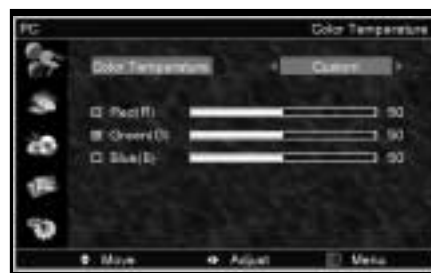 PC Color Temperature
Color Temperature Custom
Red(R) 50
Green(G) 50
Blue(B) 50
Move Adjust Menu